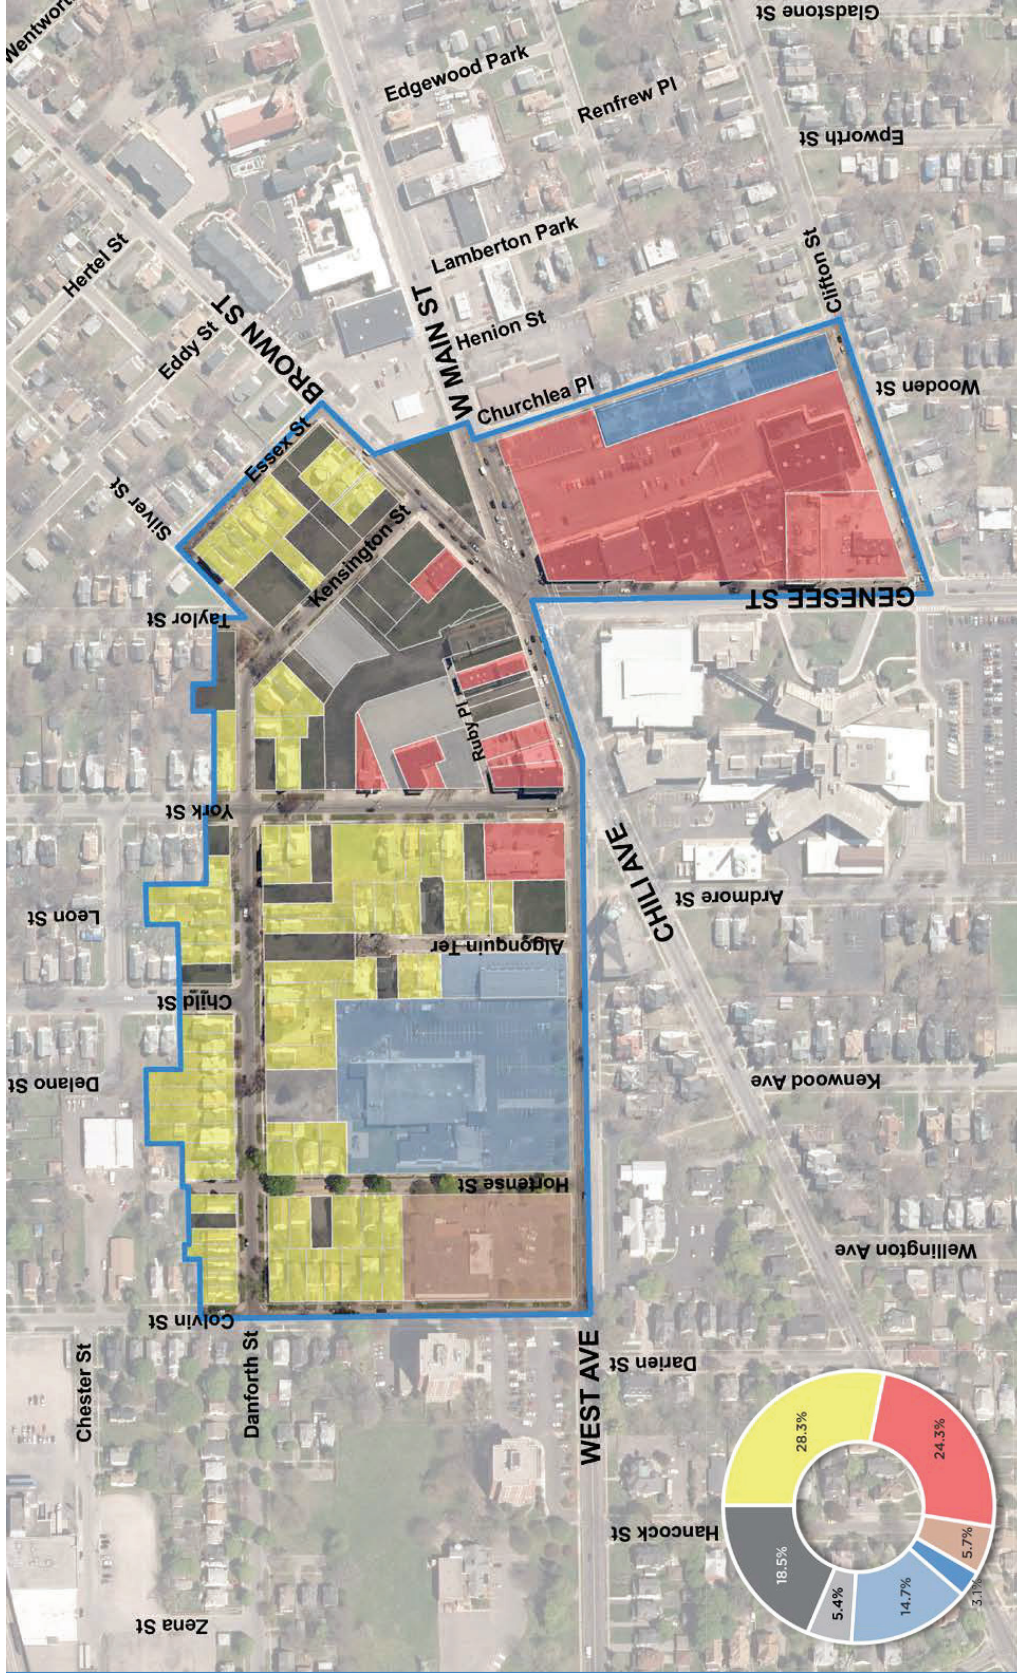 Wentworth
Gladstone St
Edgewood Park
Renfrew Pl
Epworth St
Hertel St
Lamberton Park
Clifton St
Eddy St
BROWN ST
W MAIN ST
Henion St
Wooden St
Churchlea Pl
Essex St
Silver St
Kensington St
Taylor St
GENESEE ST
Ruby Pl
York St
CHILI AVE
Ardmore St
Leon St
Algonquin Ter
Child St
Delano St
Kenwood Ave
Hortense St
Wellington Ave
Colvin St
Chester St
Danforth St
WEST AVE
Darien St
Hancock St
Zena St
28.3%
24.3%
18.5%
5.7%
5.4%
14.7%
3.1%